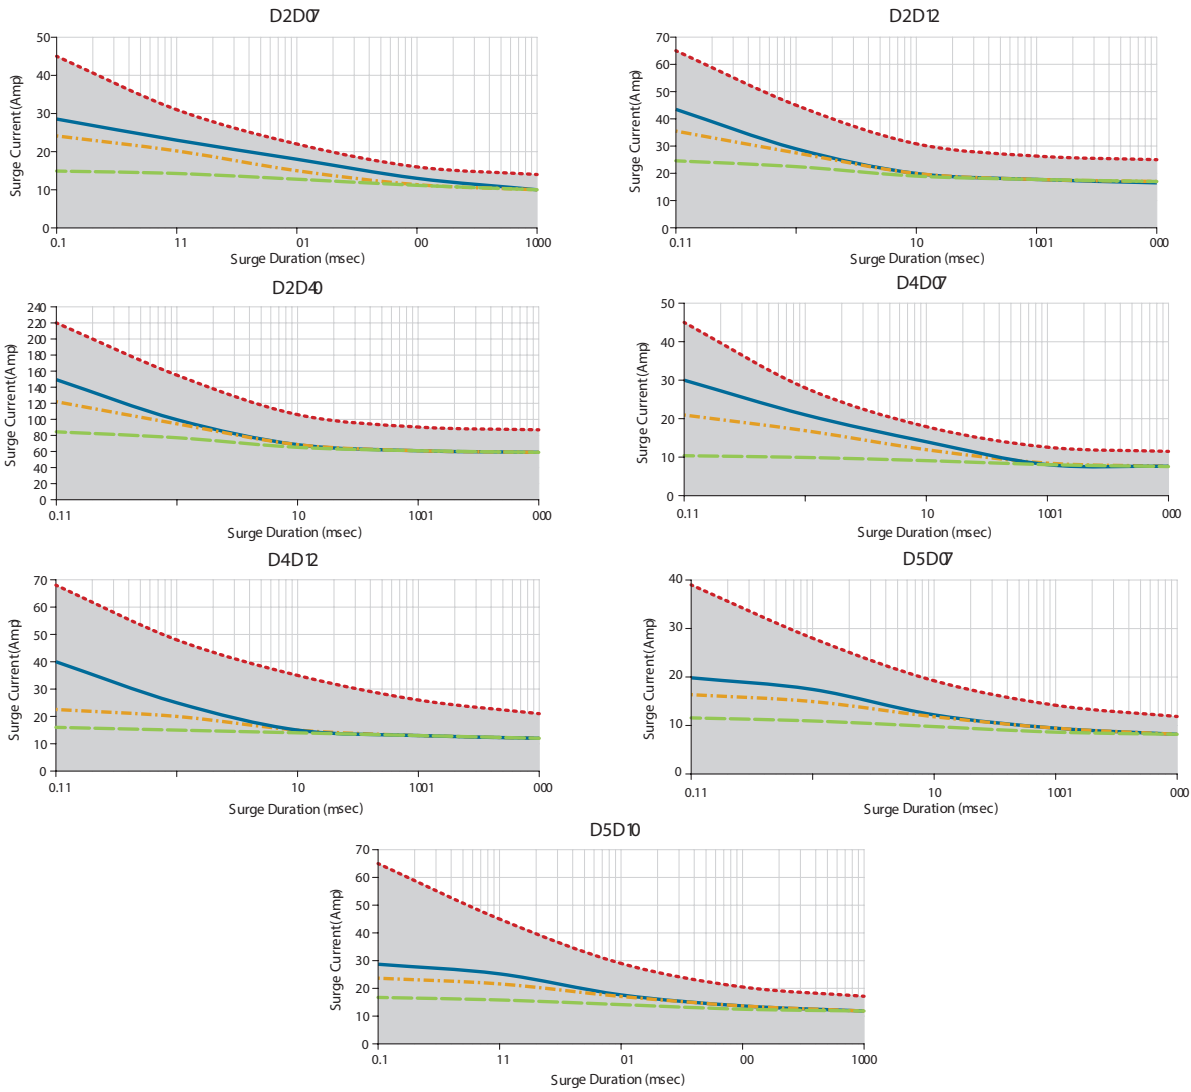 D2D07
50
40
30
20
10
0
Surge Current(Amp)
0.1 11 01 00 1000
Surge Duration (msec)
D2D12
70
60
50
40
30
20
10
0
Surge Current(Amp)
0.11 10 1001 000
Surge Duration (msec)
D2D40
240
220
200
180
160
140
120
100
80
60
40
20
0
Surge Current(Amp)
0.11 10 1001 000
Surge Duration (msec)
D4D07
50
40
30
20
10
0
Surge Current(Amp)
0.11 10 1001 000
Surge Duration (msec)
D4D12
70
60
50
40
30
20
10
0
Surge Current(Amp)
0.11 10 1001 000
Surge Duration (msec)
D5D07
40
30
20
10
0
Surge Current(Amp)
0.11 10 1001 000
Surge Duration (msec)
D5D10
70
60
50
40
30
20
10
0
Surge Current(Amp)
0.1 11 01 00 1000
Surge Duration (msec)